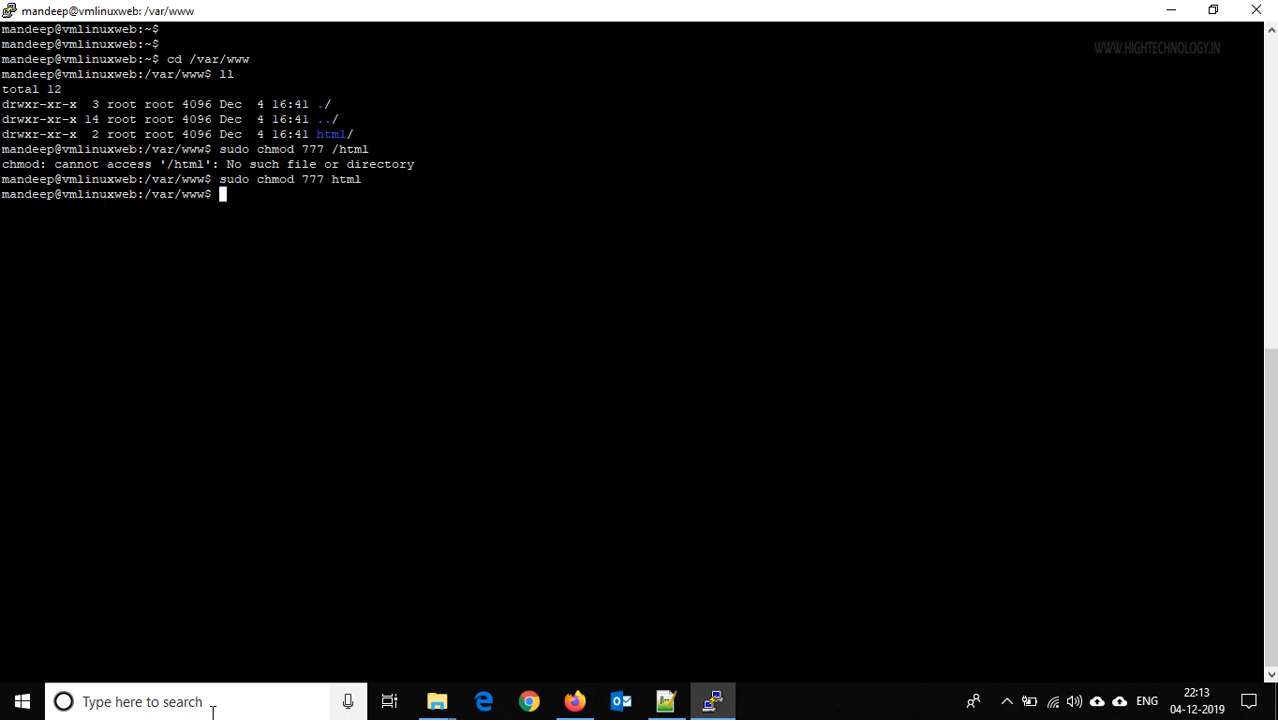 mandeep@vmlinuxweb: /var/www
WWW.HIGHTECHNOLOGY.IN
mandeep@vmlinuxweb:~$
mandeep@vmlinuxweb:~$
mandeep@vmlinuxweb:~$ cd /var/www
mandeep@vmlinuxweb:/var/www$ ll
total 12
drwxr-xr-x  3 root root 4096 Dec  4 16:41 ./
drwxr-xr-x 14 root root 4096 Dec  4 16:41 ../
drwxr-xr-x  2 root root 4096 Dec  4 16:41 html/
mandeep@vmlinuxweb:/var/www$ sudo chmod 777 /html
chmod: cannot access '/html': No such file or directory
mandeep@vmlinuxweb:/var/www$ sudo chmod 777 html
mandeep@vmlinuxweb:/var/www$
Type here to search
ENG
22:13
04-12-2019